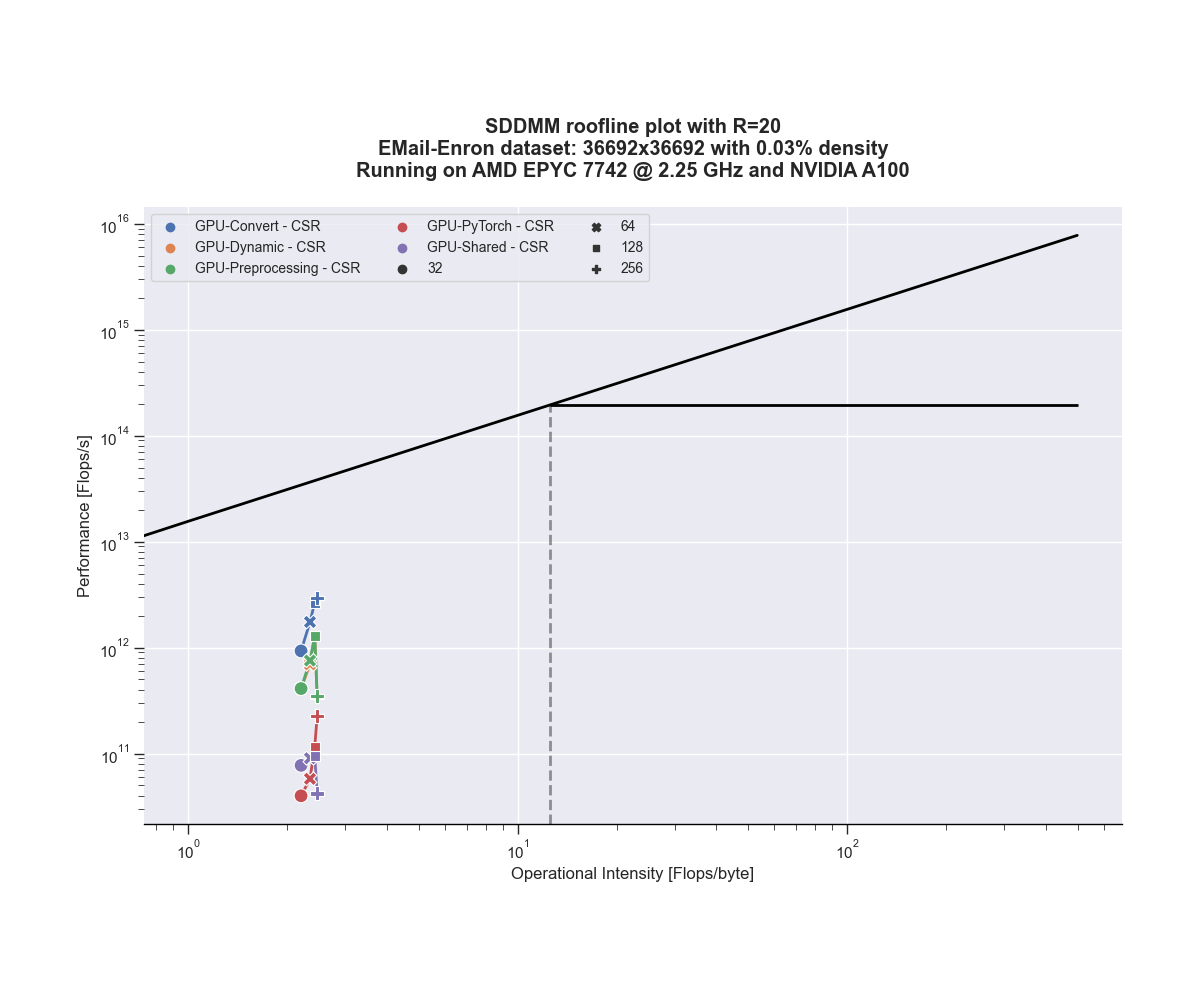 SDDMM roofline plot with R=20
EMail-Enron dataset: 36692x36692 with 0.03% density
Running on AMD EPYC 7742 @ 2.25 GHz and NVIDIA A100
GPU-Convert - CSR
GPU-Dynamic - CSR
GPU-Preprocessing - CSR
GPU-PyTorch - CSR
GPU-Shared - CSR
32
64
128
256
Performance [Flops/s]
10^16
10^15
10^14
10^13
10^12
10^11
10^0
10^1
10^2
Operational Intensity [Flops/byte]